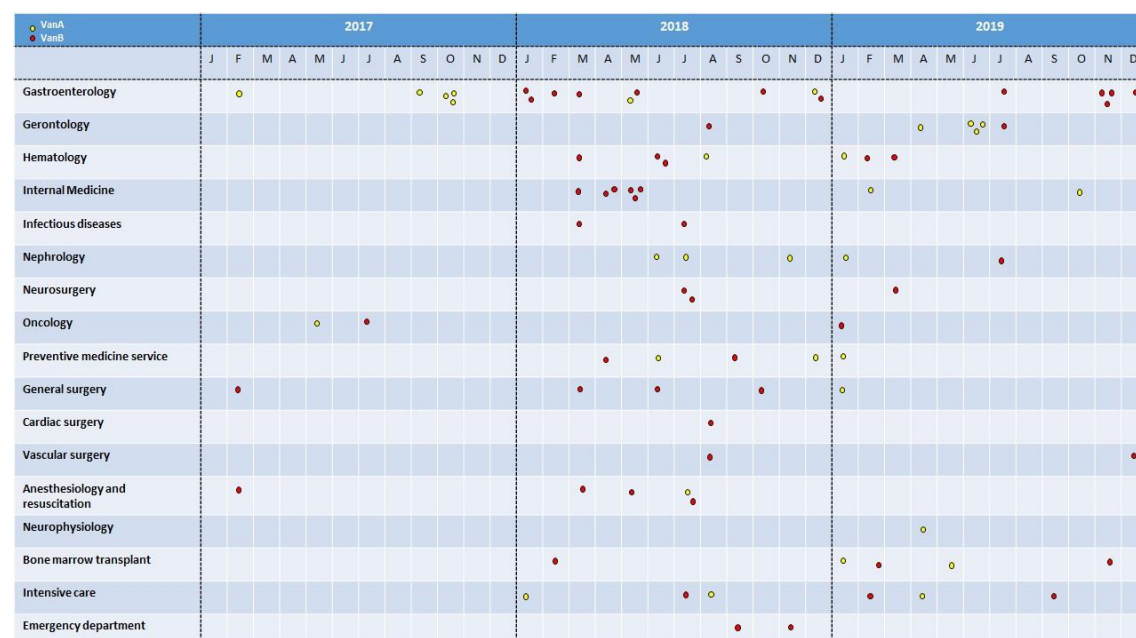 VanA
VanB
2017 2018 2019
J F M A M J J A S O N D J F M A M J J A S O N D J F M A M J J A S O N D
Gastroenterology
Gerontology
Hematology
Internal Medicine
Infectious diseases
Nephrology
Neurosurgery
Oncology
Preventive medicine service
General surgery
Cardiac surgery
Vascular surgery
Anesthesiology and
resuscitation
Neurophysiology
Bone marrow transplant
Intensive care
Emergency department